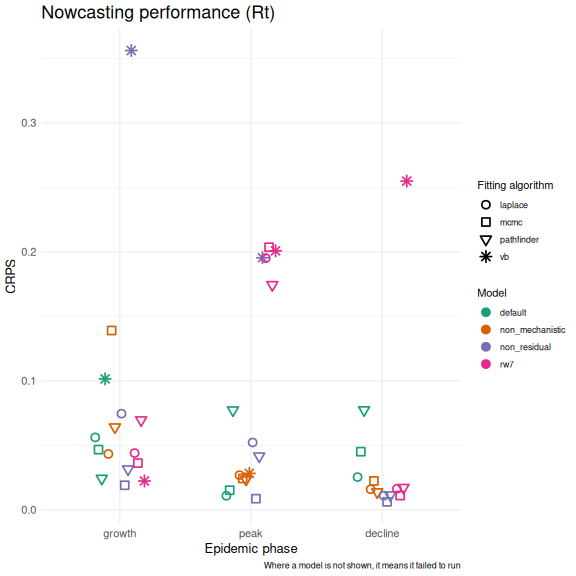 Nowcasting performance (Rt)
CRPS
0.3
0.2
0.1
0.0
growth
peak
decline
Epidemic phase
Where a model is not shown, it means it failed to run
Fitting algorithm
laplace
mcmc
pathfinder
vb
Model
default
non_mechanistic
non_residual
rw7